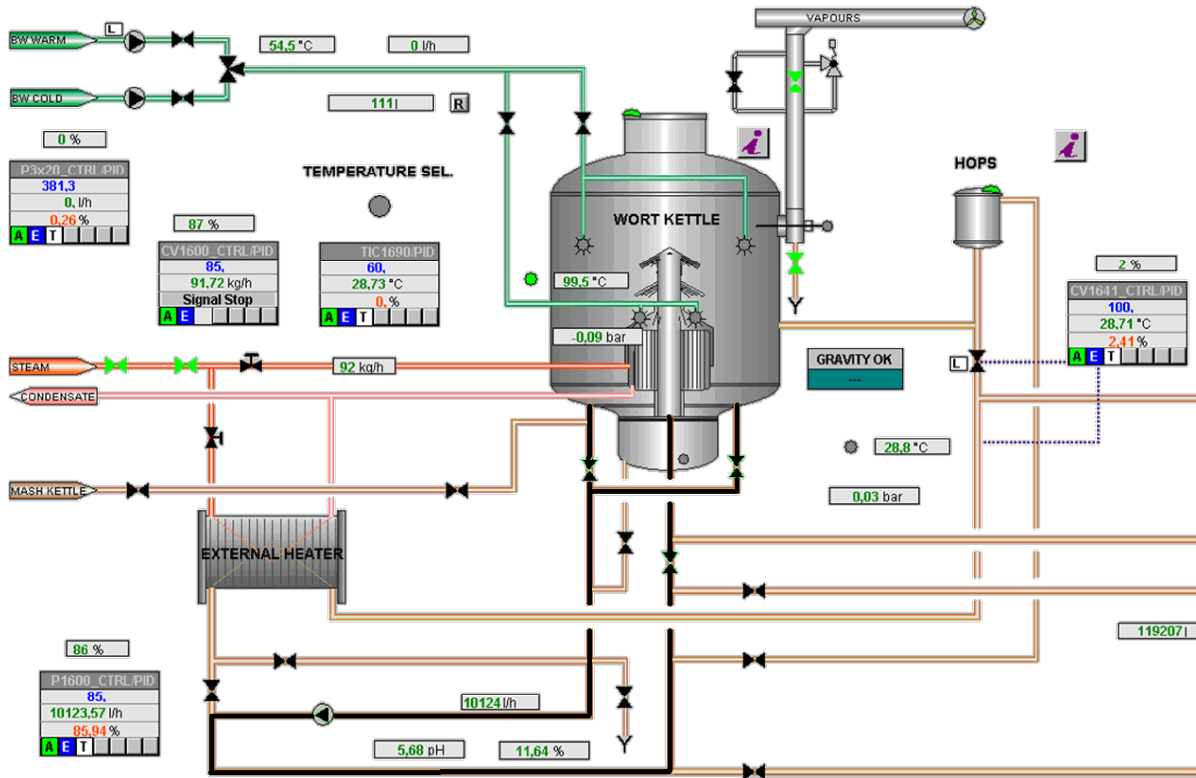 VAPOURS
BW WARM
L
54,5 °C
0 l/h
BW COLD
111 l
R
0 %
P3x20_CTRL/PID
381,3
0, l/h
0,26 %
A E T
TEMPERATURE SEL.
HOPS
87 %
CV1600_CTRL/PID
85,
91,72 kg/h
Signal Stop
A E
TIC1690/PID
60,
28,73 °C
0, %
A E T
WORT KETTLE
99,5 °C
-0,09 bar
2 %
CV1641_CTRL/PID
100,
28,71 °C
2,41 %
A E T
STEAM
92 kg/h
GRAVITY OK
---
L
CONDENSATE
28,8 °C
MASH KETTLE
0,03 bar
EXTERNAL HEATER
119207 l
86 %
P1600_CTRL/PID
85,
10123,57 l/h
85,94 %
A E T
10124 l/h
5,68 pH
11,64 %